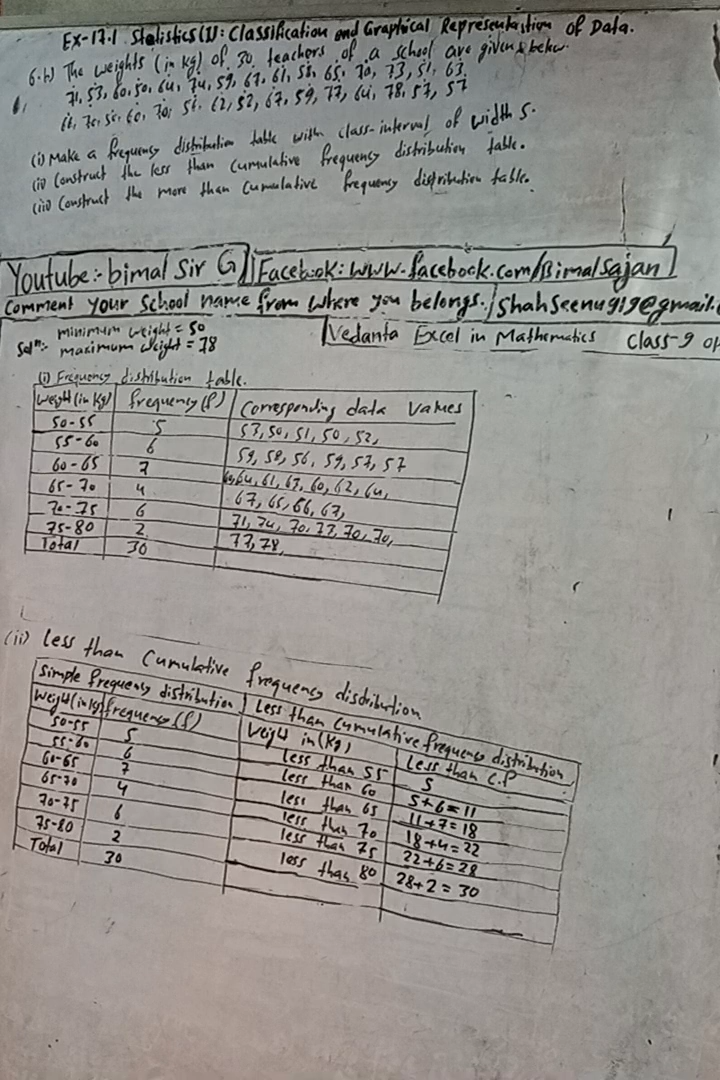 Ex-17.1 Statistics (I): Classification and Graphical Representation of Data.
6.b) The weights (in kg) of 30 teachers of a school are given below.
71, 53, 60, 50, 64, 74, 59, 67, 61, 58, 65, 70, 73, 51, 63
66, 70, 56, 60, 70, 50, 62, 52, 67, 59, 77, 64, 78, 57, 57
(i) Make a frequency distribution table with class-interval of width 5.
(ii) Construct the less than cumulative frequency distribution table.
(iii) Construct the more than cumulative frequency distribution table.
Youtube:- bimal Sir G Facebook: www.facebook.com/Bimalsajan
Comment your School name from where you belongs. /shahseenu919@gmail.
Solⁿ:- minimum weight = 50
maximum weight = 78
Vedanta Excel in Mathematics Class-9 op
(i) Frequency distribution table.
Weight (in Kg) frequency (f) Corresponding data values
50-55 5 53, 50, 51, 50, 52,
55-60 6 59, 58, 56, 59, 57, 57
60-65 7 60, 64, 61, 63, 60, 62, 64,
65-70 4 67, 65, 66, 67,
70-75 6 71, 74, 70, 73, 70, 70,
75-80 2 77, 78,
Total 30
(ii) Less than Cumulative frequency disdribution
Simple frequency distribution Less than Cumulative frequency distribution
Weight (in kg) frequency (f) Weight in (Kg) Less than C.f
50-55 5 less than 55 5
55-60 6 less than 60 5+6=11
60-65 7 less than 65 11+7=18
65-70 4 less than 70 18+4=22
70-75 6 less than 75 22+6=28
75-80 2 less than 80 28+2=30
Total 30